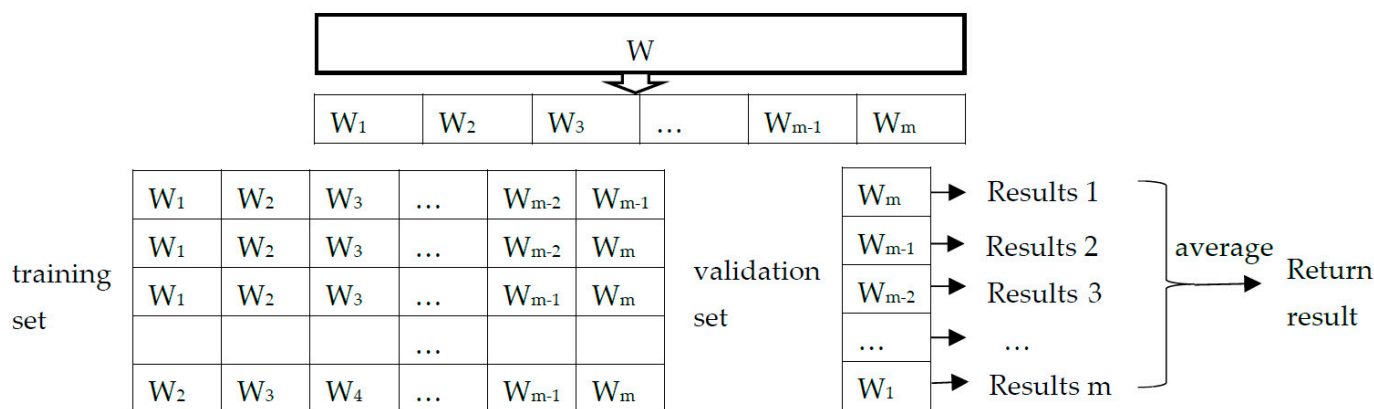 W
W₁ W₂ W₃ … Wₘ₋₁ Wₘ
W₁ W₂ W₃ … Wₘ₋₂ Wₘ₋₁
W₁ W₂ W₃ … Wₘ₋₂ Wₘ
W₁ W₂ W₃ … Wₘ₋₁ Wₘ
…
W₂ W₃ W₄ … Wₘ₋₁ Wₘ
training
set
validation
set
Wₘ Results 1
Wₘ₋₁ Results 2
Wₘ₋₂ Results 3
… …
W₁ Results m
average
Return
result